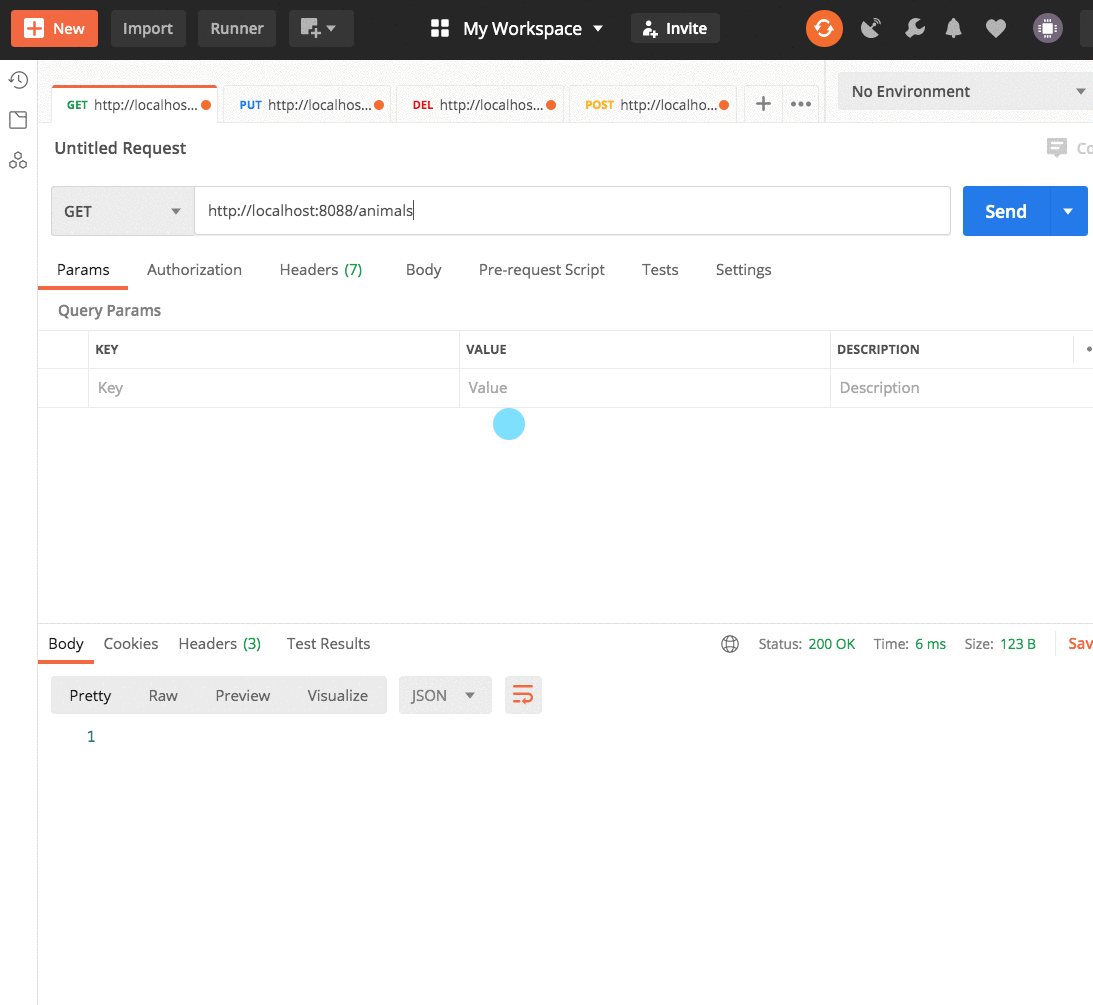 New Import Runner My Workspace Invite
GET http://localhos... PUT http://localhos... DEL http://localhos... POST http://localho... No Environment
Untitled Request
GET http://localhost:8088/animals Send
Params Authorization Headers (7) Body Pre-request Script Tests Settings
Query Params
KEY VALUE DESCRIPTION
Key Value Description
Body Cookies Headers (3) Test Results Status: 200 OK Time: 6 ms Size: 123 B Sav
Pretty Raw Preview Visualize JSON
1